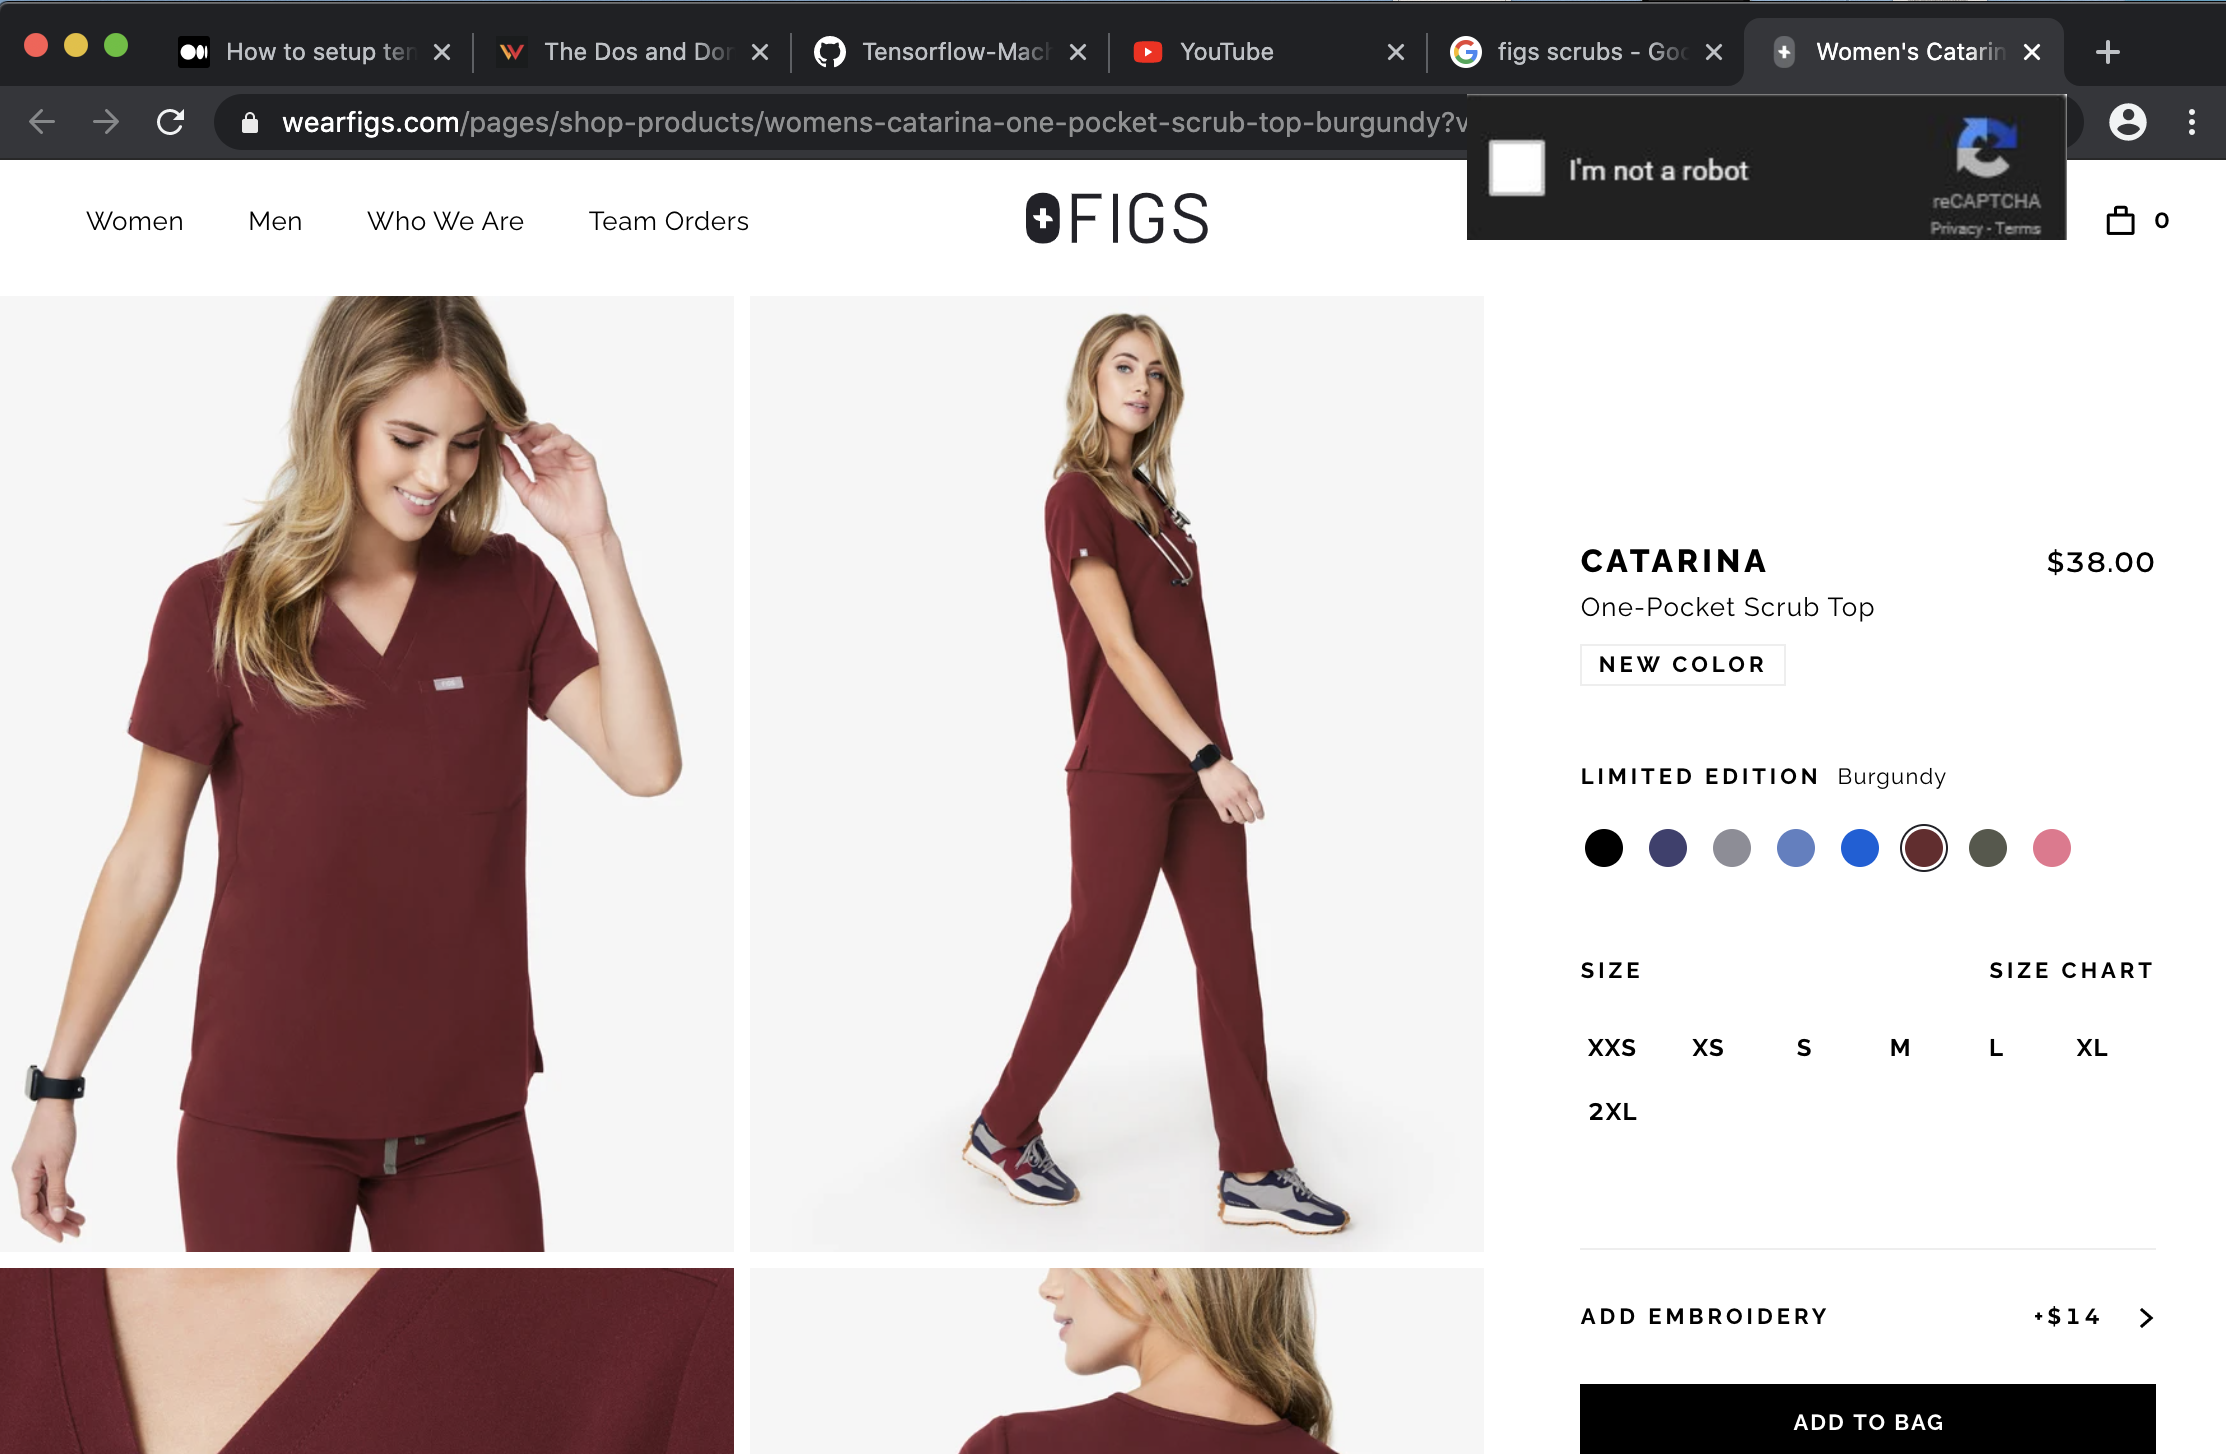 How to setup ten
The Dos and Don
Tensorflow-Mach
YouTube
figs scrubs - Goo
Women's Catarin
wearfigs.com/pages/shop-products/womens-catarina-one-pocket-scrub-top-burgundy?v
I'm not a robot
reCAPTCHA
Privacy - Terms
Women
Men
Who We Are
Team Orders
FIGS
0
CATARINA
$38.00
One-Pocket Scrub Top
NEW COLOR
LIMITED EDITION Burgundy
SIZE
SIZE CHART
XXS XS S M L XL
2XL
ADD EMBROIDERY
+$14
ADD TO BAG